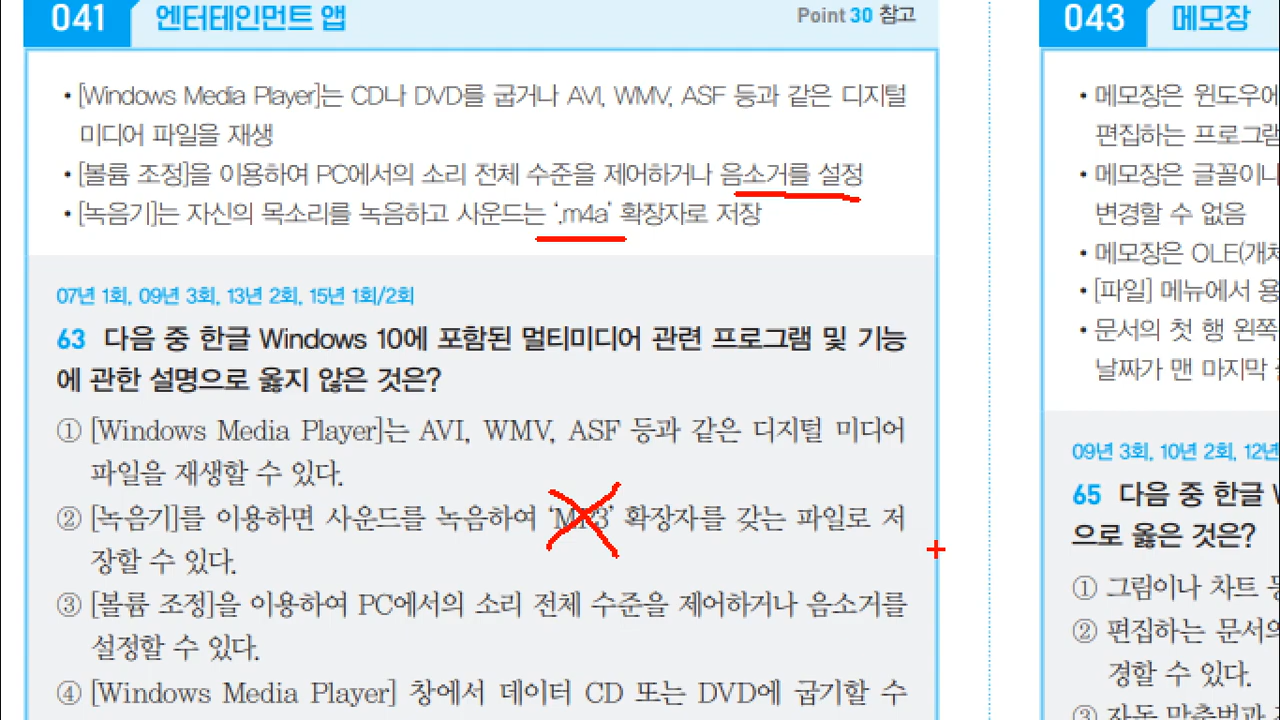 041 엔터테인먼트 앱 Point 30 참고
• [Windows Media Player]는 CD나 DVD를 굽거나 AVI, WMV, ASF 등과 같은 디지털
미디어 파일을 재생
• [볼륨 조정]을 이용하여 PC에서의 소리 전체 수준을 제어하거나 음소거를 설정
• [녹음기]는 자신의 목소리를 녹음하고 사운드는 ‘.m4a’ 확장자로 저장
07년 1회, 09년 3회, 13년 2회, 15년 1회/2회
63 다음 중 한글 Windows 10에 포함된 멀티미디어 관련 프로그램 및 기능
에 관한 설명으로 옳지 않은 것은?
① [Windows Media Player]는 AVI, WMV, ASF 등과 같은 디지털 미디어
파일을 재생할 수 있다.
② [녹음기]를 이용하면 사운드를 녹음하여 ‘MP3’ 확장자를 갖는 파일로 저
장할 수 있다.
③ [볼륨 조정]을 이용하여 PC에서의 소리 전체 수준을 제어하거나 음소거를
설정할 수 있다.
④ [Windows Media Player] 창에서 데이터 CD 또는 DVD에 굽기할 수
043 메모장
• 메모장은 윈도우에
편집하는 프로그램
• 메모장은 글꼴이나
변경할 수 없음
• 메모장은 OLE(개체
• [파일] 메뉴에서 용
• 문서의 첫 행 왼쪽
날짜가 맨 마지막
09년 3회, 10년 2회, 12년
65 다음 중 한글
으로 옳은 것은?
① 그림이나 차트 등
② 편집하는 문서의
경할 수 있다.
③ 자동 맞춤법과